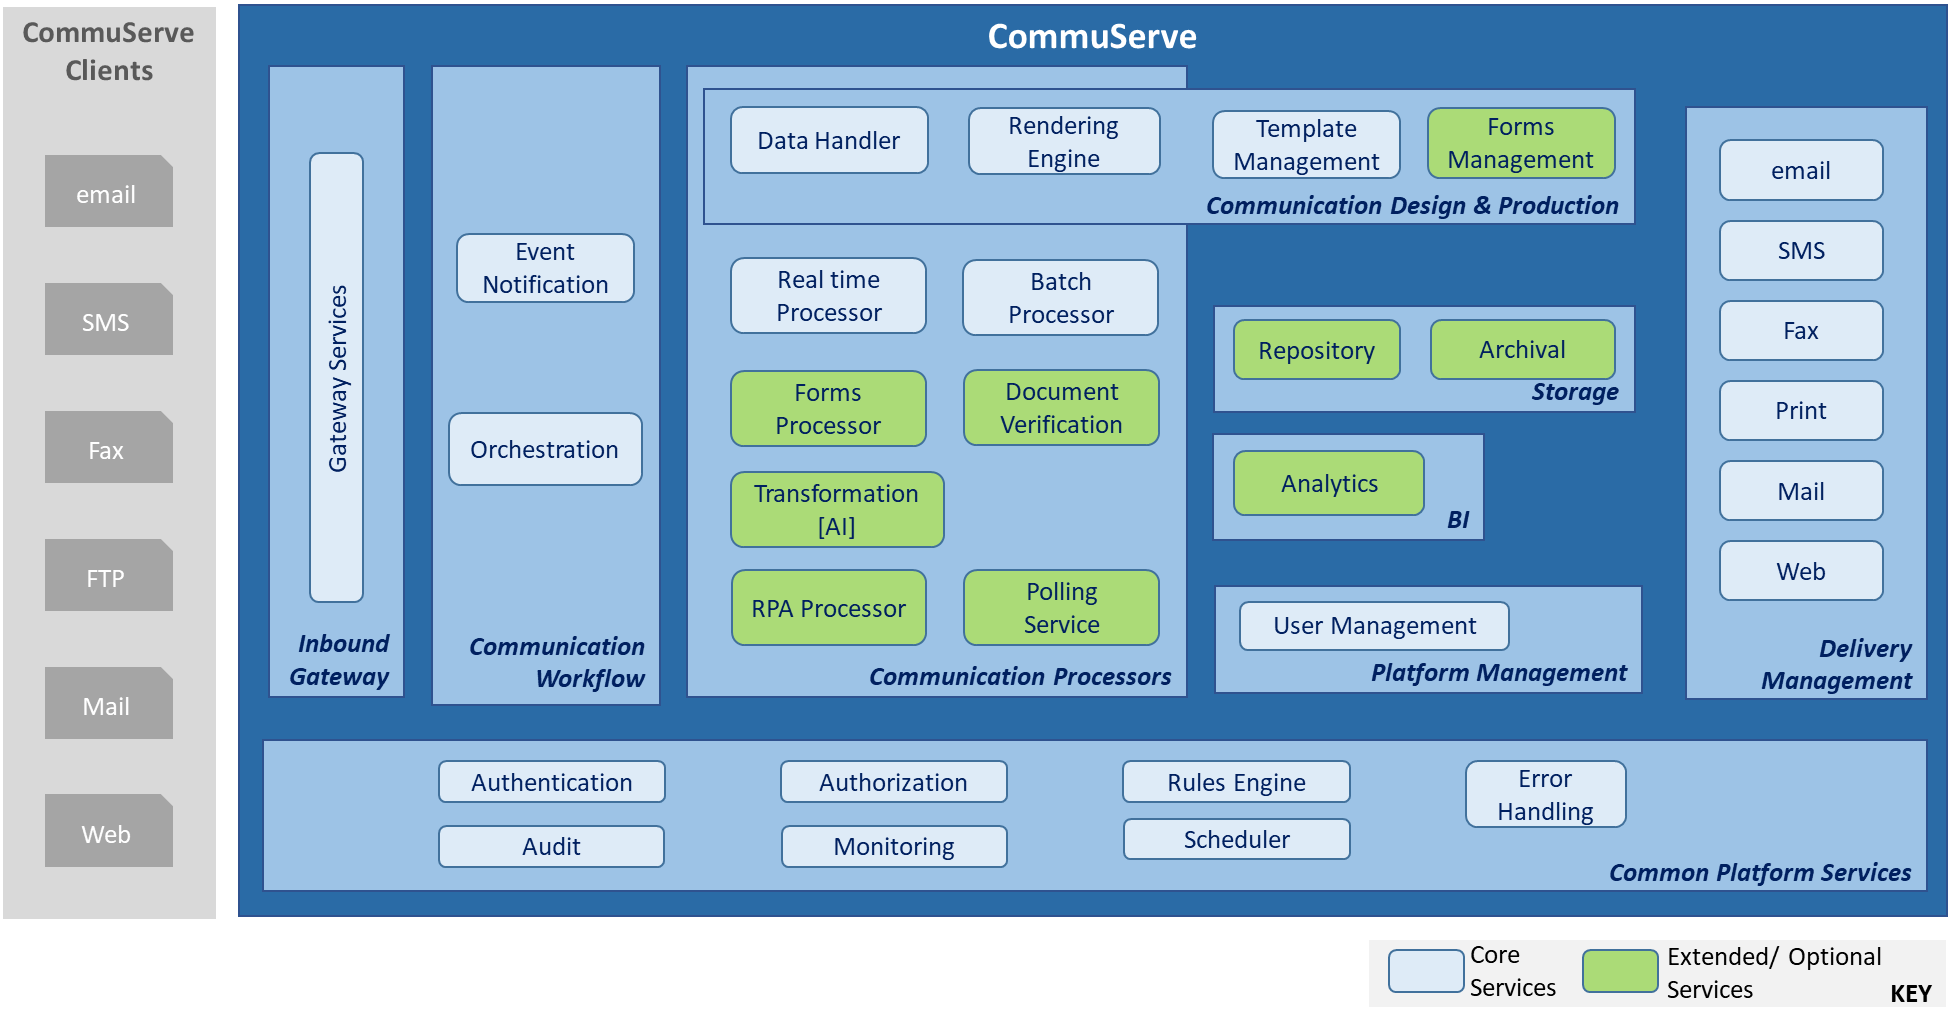 CommuServe
Clients
email
SMS
Fax
FTP
Mail
Web
CommuServe
Gateway Services
Inbound
Gateway
Event
Notification
Orchestration
Communication
Workflow
Data Handler
Rendering
Engine
Template
Management
Forms
Management
Communication Design & Production
Real time
Processor
Batch
Processor
Forms
Processor
Document
Verification
Transformation
[AI]
RPA Processor
Polling
Service
Communication Processors
Repository
Archival
Storage
Analytics
BI
User Management
Platform Management
email
SMS
Fax
Print
Mail
Web
Delivery
Management
Authentication
Authorization
Rules Engine
Error
Handling
Audit
Monitoring
Scheduler
Common Platform Services
Core
Services
Extended/ Optional
Services
KEY